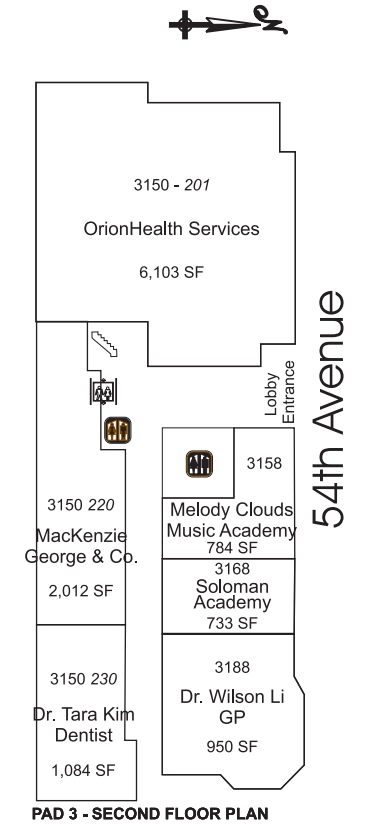 N
3150 - 201
OrionHealth Services
6,103 SF
54th Avenue
Lobby
Entrance
3158
Melody Clouds
Music Academy
784 SF
3150 220
MacKenzie
George & Co.
2,012 SF
3168
Soloman
Academy
733 SF
3188
Dr. Wilson Li
GP
950 SF
3150 230
Dr. Tara Kim
Dentist
1,084 SF
PAD 3 - SECOND FLOOR PLAN